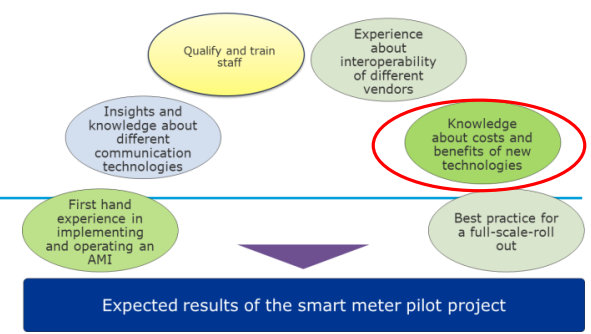 Qualify and train
staff
Experience
about
interoperability
of different
vendors
Insights and
knowledge about
different
communication
technologies
Knowledge
about costs and
benefits of new
technologies
First hand
experience in
implementing
and operating an
AMI
Best practice for
a full-scale-roll
out
Expected results of the smart meter pilot project